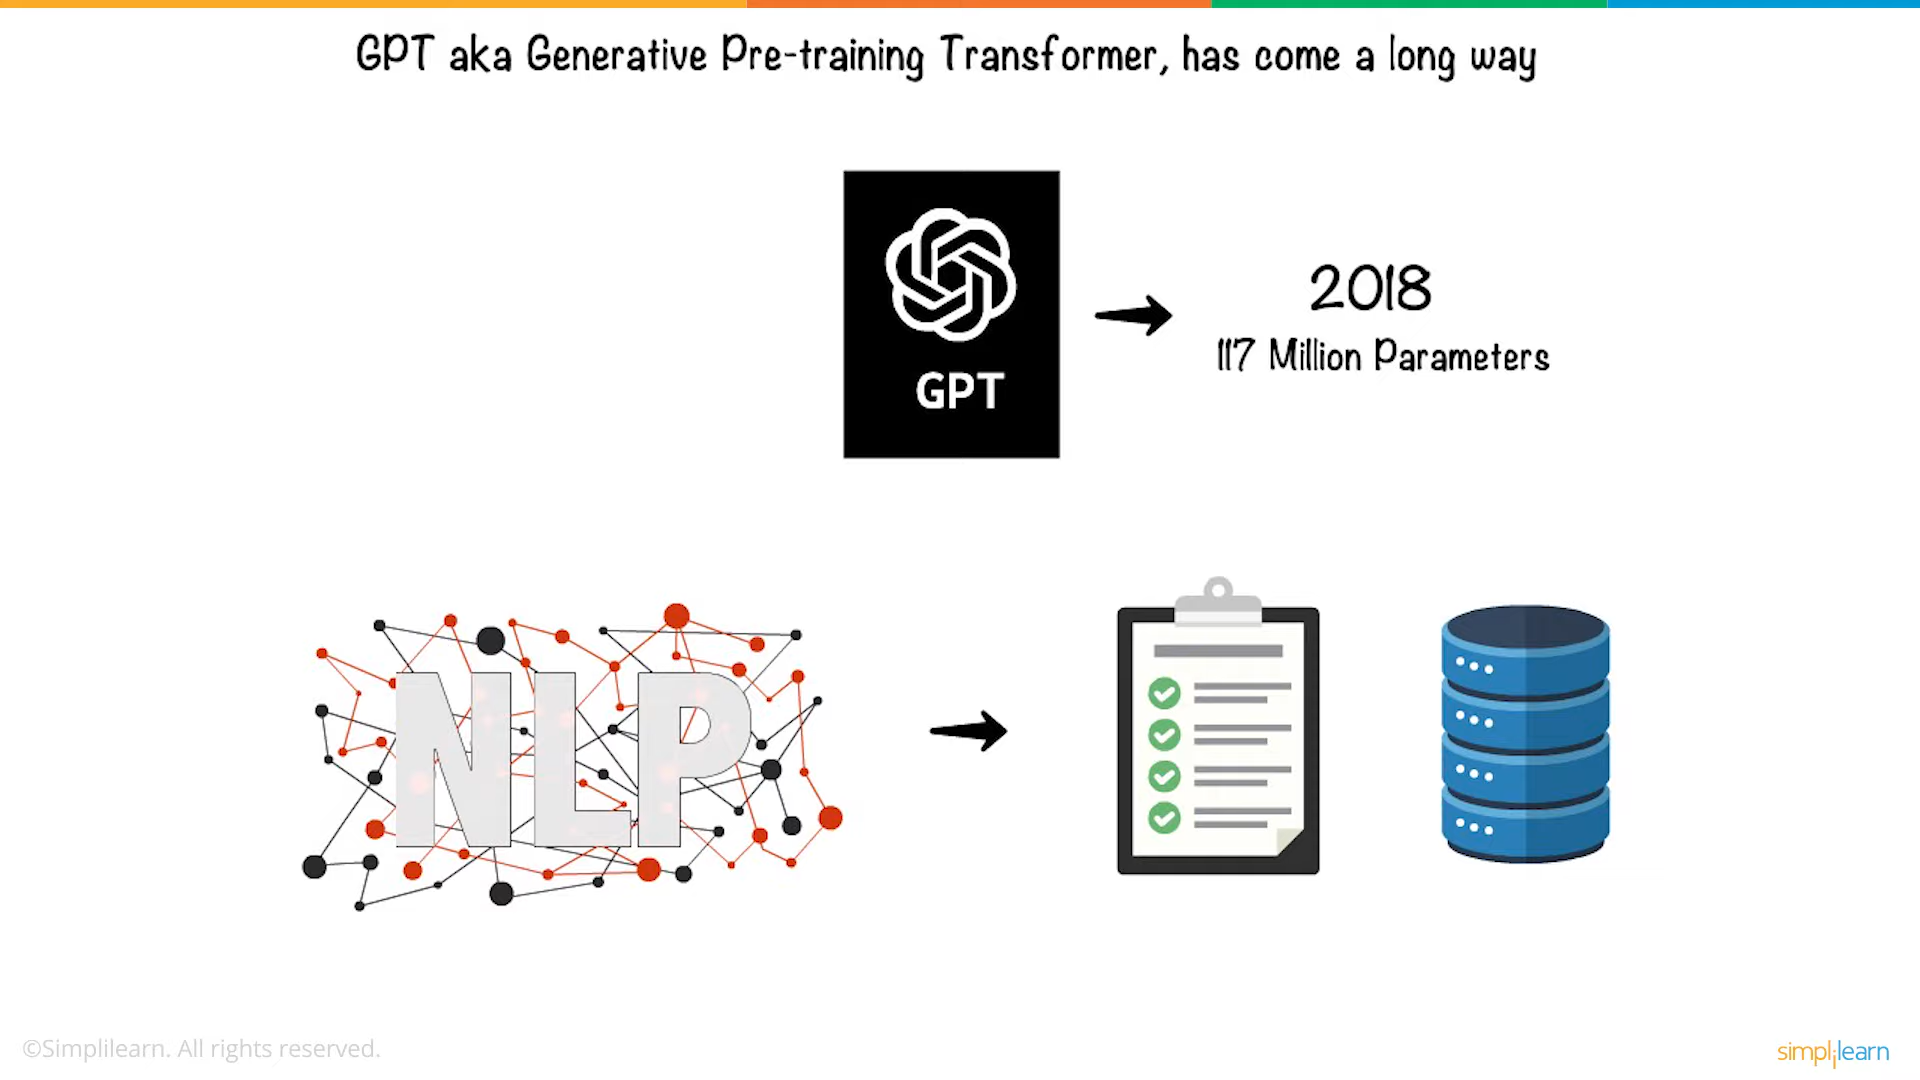 GPT aka Generative Pre-training Transformer, has come a long way
GPT
2018
117 Million Parameters
NLP
©Simplilearn. All rights reserved.
simplilearn